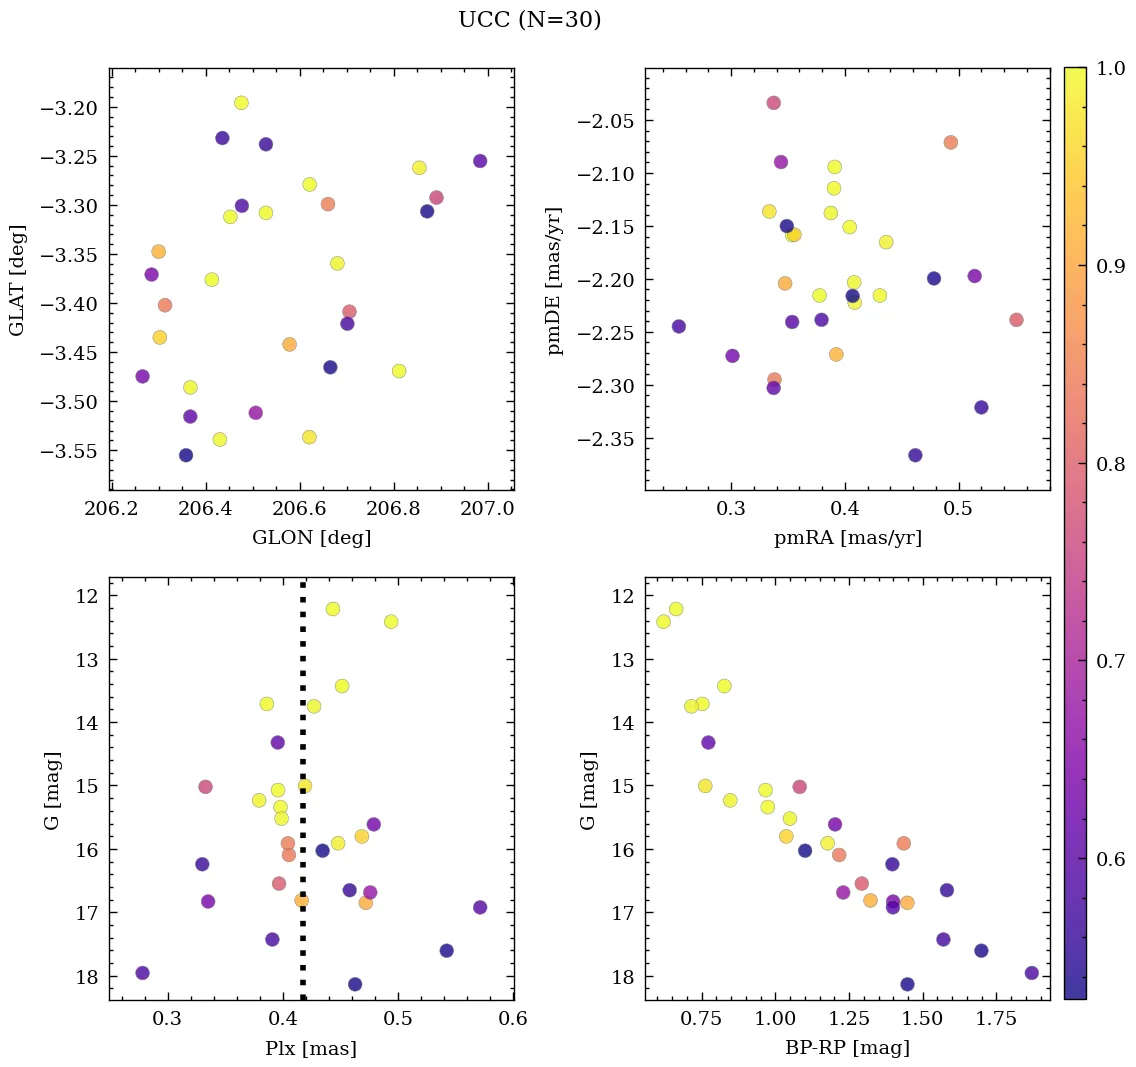 UCC (N=30)
−3.20
−3.25
−3.30
−3.35
−3.40
−3.45
−3.50
−3.55
GLAT [deg]
206.2 206.4 206.6 206.8 207.0
GLON [deg]
−2.05
−2.10
−2.15
−2.20
−2.25
−2.30
−2.35
pmDE [mas/yr]
0.3 0.4 0.5
pmRA [mas/yr]
12
13
14
15
16
17
18
G [mag]
0.3 0.4 0.5 0.6
Plx [mas]
12
13
14
15
16
17
18
G [mag]
0.75 1.00 1.25 1.50 1.75
BP-RP [mag]
1.0
0.9
0.8
0.7
0.6